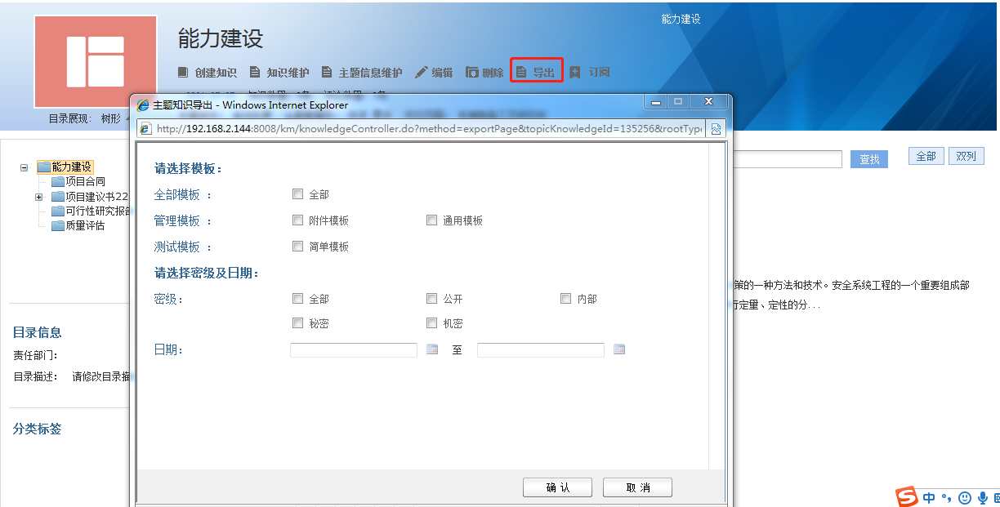 能力建设
能力建设
创建知识 知识维护 主题信息维护 编辑 删除 导出 订阅
目录展现: 树形
主题知识导出 - Windows Internet Explorer
http://192.168.2.144:8008/km/knowledgeController.do?method=exportPage&topicKnowledgeId=135256&rootType
查找 全部 双列
能力建设
项目合同
项目建议书22
可行性研究报告
质量评估
请选择模板:
全部模板 : 全部
管理模板 : 附件模板 通用模板
测试模板 : 简单模板
请选择密级及日期:
密级: 全部 公开 内部
秘密 机密
日期: 至
确 认 取 消
策的一种方法和技术。安全系统工程的一个重要组成部
行定量、定性的分...
目录信息
责任部门:
目录描述: 请修改目录描
分类标签
中